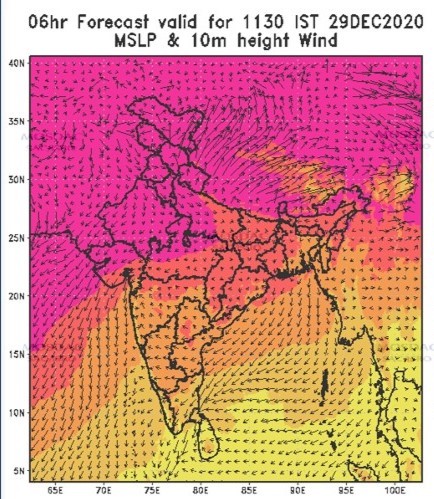 06hr Forecast valid for 1130 IST 29DEC2020
MSLP & 10m height Wind
40N
35N
30N
25N
20N
15N
10N
5N
65E 70E 75E 80E 85E 90E 95E 100E